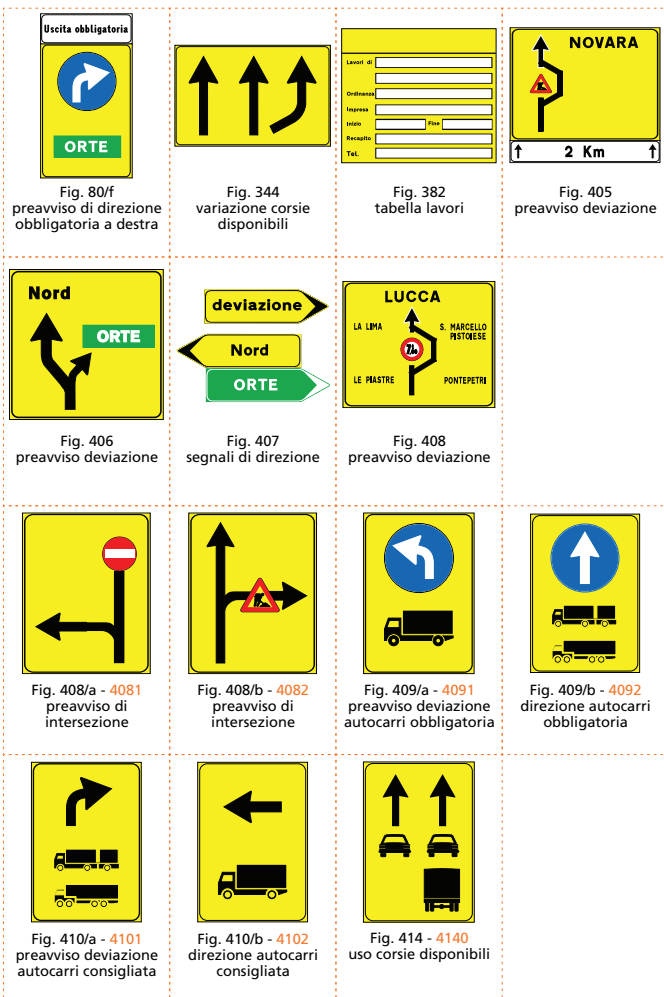 Uscita obbligatoria
ORTE
Fig. 80/f
preavviso di direzione
obbligatoria a destra
Fig. 344
variazione corsie
disponibili
Lavori di
Ordinanza
Impresa
Inizio Fine
Recapito
Tel.
Fig. 382
tabella lavori
NOVARA
2 Km
Fig. 405
preavviso deviazione
Nord
ORTE
Fig. 406
preavviso deviazione
deviazione
Nord
ORTE
Fig. 407
segnali di direzione
LUCCA
LA LIMA
S. MARCELLO
PISTOIESE
LE PIASTRE
PONTEPETRI
Fig. 408
preavviso deviazione
Fig. 408/a - 4081
preavviso di
intersezione
Fig. 408/b - 4082
preavviso di
intersezione
Fig. 409/a - 4091
preavviso deviazione
autocarri obbligatoria
Fig. 409/b - 4092
direzione autocarri
obbligatoria
Fig. 410/a - 4101
preavviso deviazione
autocarri consigliata
Fig. 410/b - 4102
direzione autocarri
consigliata
Fig. 414 - 4140
uso corsie disponibili